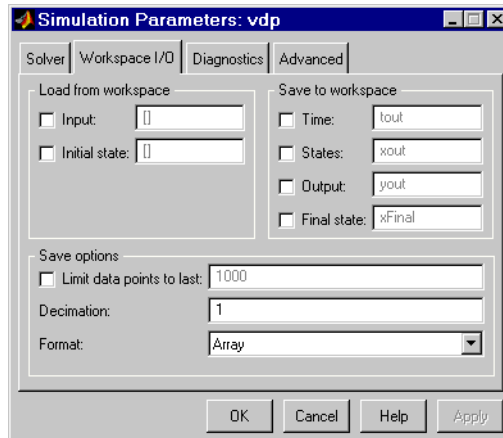 Simulation Parameters: vdp
Solver Workspace I/O Diagnostics Advanced
Load from workspace
Input: []
Initial state: []
Save to workspace
Time: tout
States: xout
Output: yout
Final state: xFinal
Save options
Limit data points to last: 1000
Decimation: 1
Format: Array
OK Cancel Help Apply